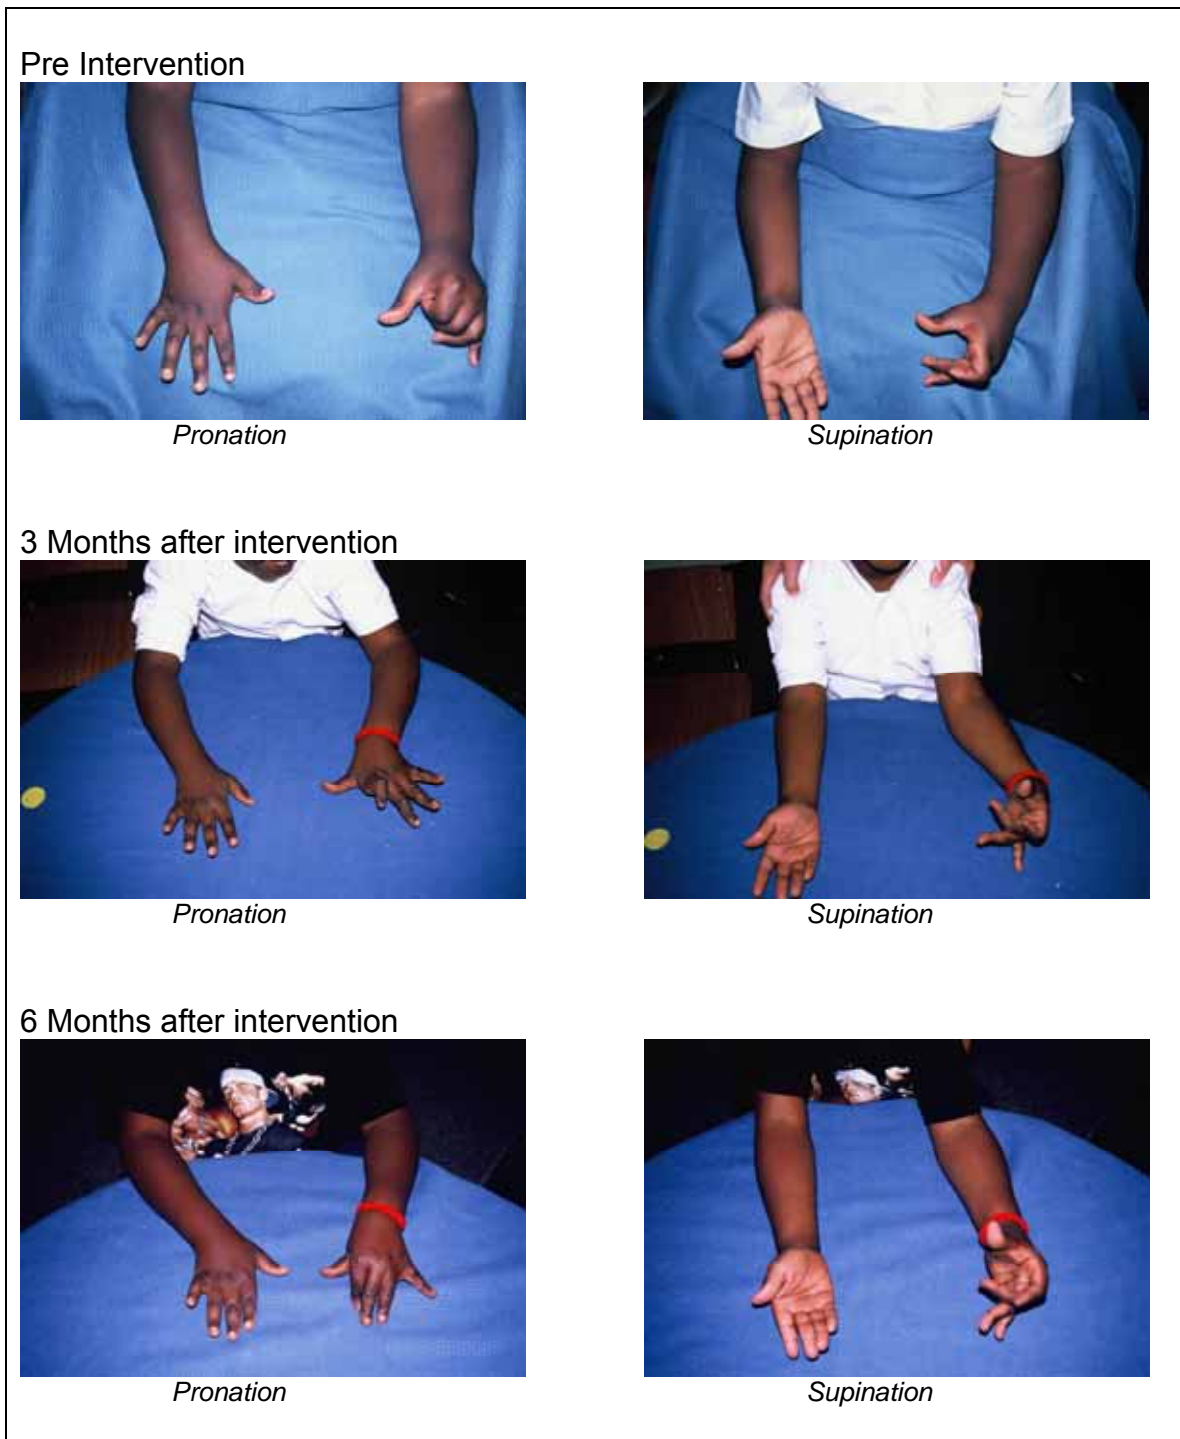 Pre Intervention
Pronation
Supination
3 Months after intervention
Pronation
Supination
6 Months after intervention
Pronation
Supination